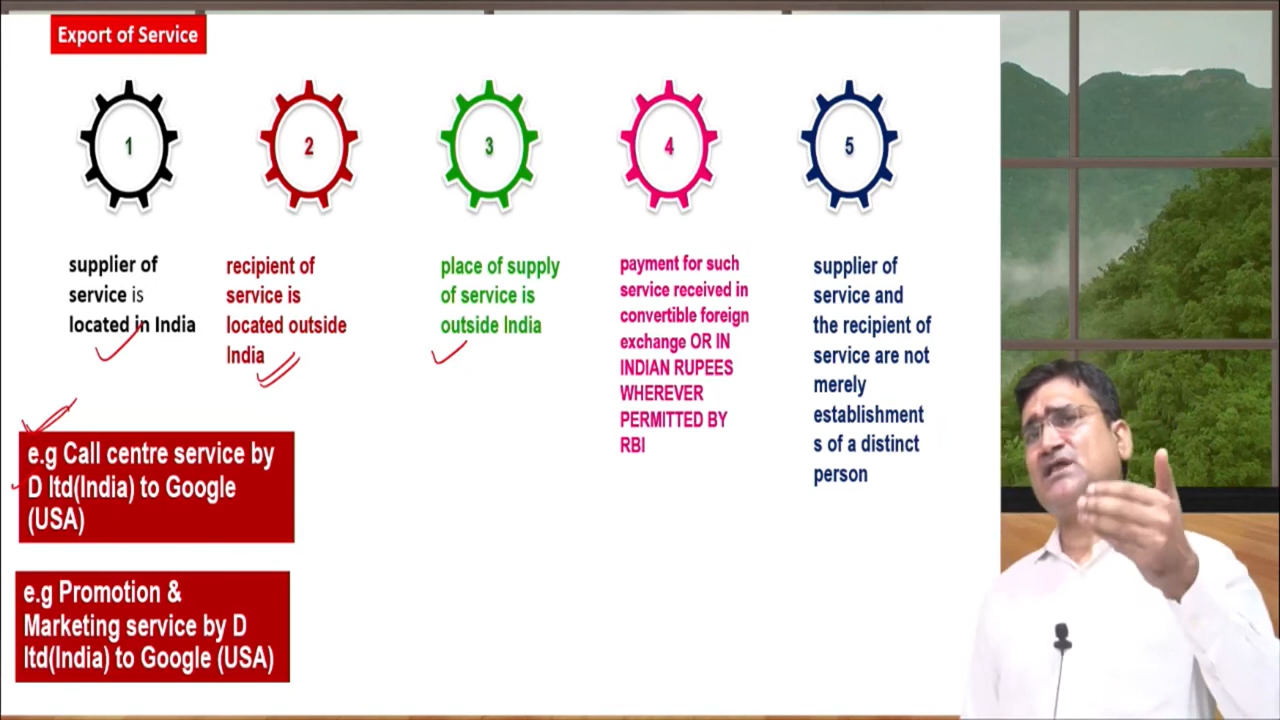 Export of Service
1
2
3
4
5
supplier of
service is
located in India
recipient of
service is
located outside
India
place of supply
of service is
outside India
payment for such
service received in
convertible foreign
exchange OR IN
INDIAN RUPEES
WHEREVER
PERMITTED BY
RBI
supplier of
service and
the recipient of
service are not
merely
establishment
s of a distinct
person
e.g Call centre service by
D ltd(India) to Google
(USA)
e.g Promotion &
Marketing service by D
ltd(India) to Google (USA)